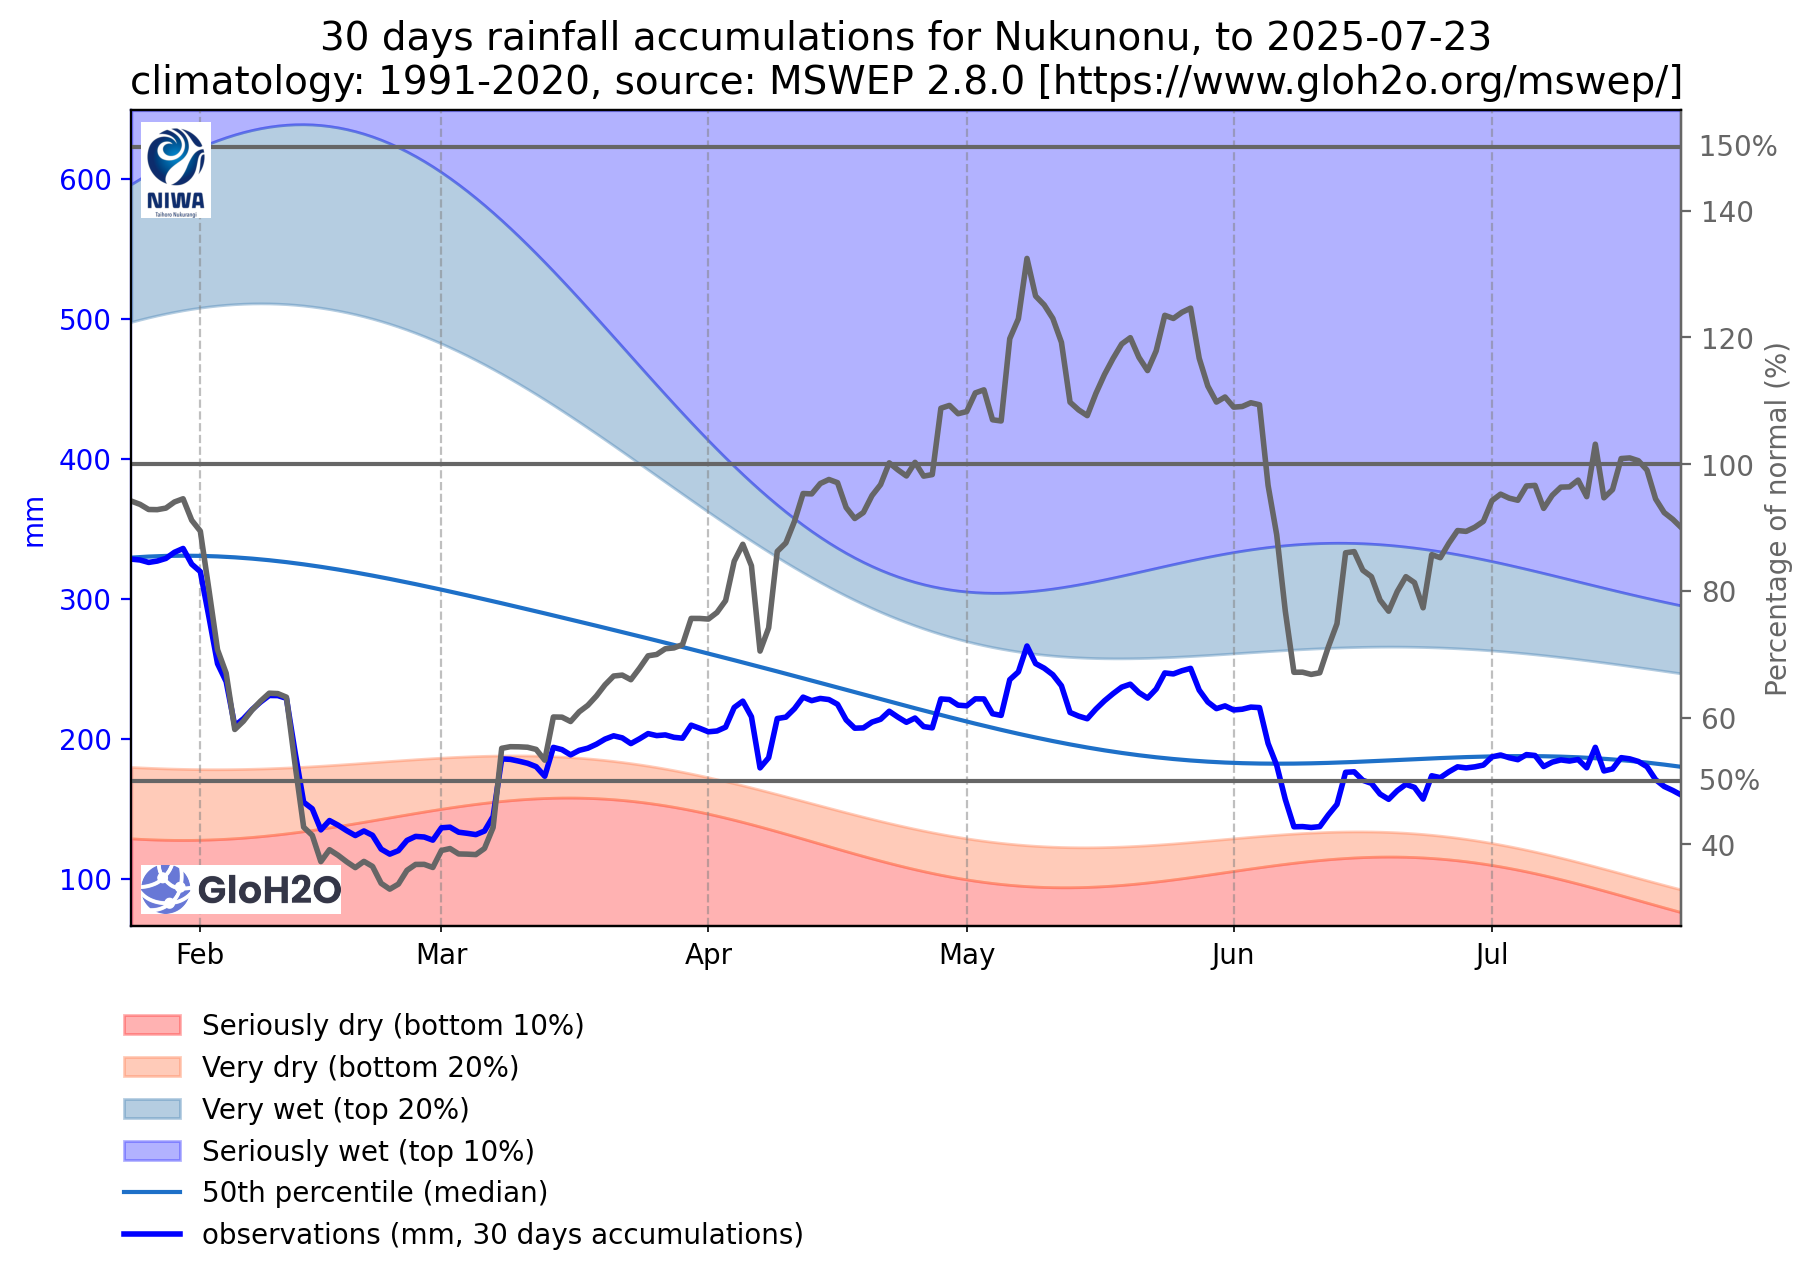 30 days rainfall accumulations for Nukunonu, to 2025-07-23
climatology: 1991-2020, source: MSWEP 2.8.0 [https://www.gloh2o.org/mswep/]
NIWA
Taihoro Nukurangi
600
500
400
300
200
100
mm
150%
140
120
100
80
60
50%
40
Percentage of normal (%)
GloH2O
Feb
Mar
Apr
May
Jun
Jul
Seriously dry (bottom 10%)
Very dry (bottom 20%)
Very wet (top 20%)
Seriously wet (top 10%)
50th percentile (median)
observations (mm, 30 days accumulations)